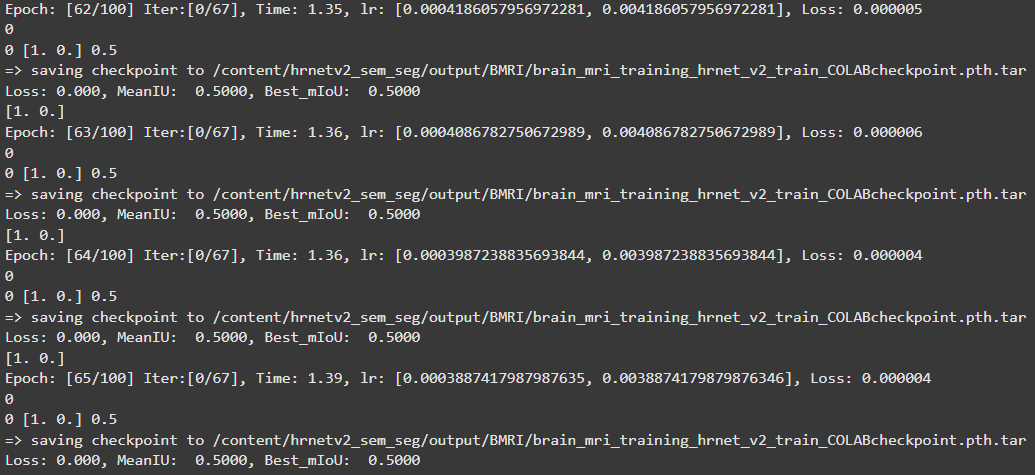 Epoch: [62/100] Iter:[0/67], Time: 1.35, lr: [0.0004186057956972281, 0.004186057956972281], Loss: 0.000005
0
0 [1. 0.] 0.5
=> saving checkpoint to /content/hrnetv2_sem_seg/output/BMRI/brain_mri_training_hrnet_v2_train_COLABcheckpoint.pth.tar
Loss: 0.000, MeanIU:  0.5000, Best_mIoU:  0.5000
[1. 0.]
Epoch: [63/100] Iter:[0/67], Time: 1.36, lr: [0.0004086782750672989, 0.004086782750672989], Loss: 0.000006
0
0 [1. 0.] 0.5
=> saving checkpoint to /content/hrnetv2_sem_seg/output/BMRI/brain_mri_training_hrnet_v2_train_COLABcheckpoint.pth.tar
Loss: 0.000, MeanIU:  0.5000, Best_mIoU:  0.5000
[1. 0.]
Epoch: [64/100] Iter:[0/67], Time: 1.36, lr: [0.0003987238835693844, 0.003987238835693844], Loss: 0.000004
0
0 [1. 0.] 0.5
=> saving checkpoint to /content/hrnetv2_sem_seg/output/BMRI/brain_mri_training_hrnet_v2_train_COLABcheckpoint.pth.tar
Loss: 0.000, MeanIU:  0.5000, Best_mIoU:  0.5000
[1. 0.]
Epoch: [65/100] Iter:[0/67], Time: 1.39, lr: [0.0003887417987987635, 0.0038874179879876346], Loss: 0.000004
0
0 [1. 0.] 0.5
=> saving checkpoint to /content/hrnetv2_sem_seg/output/BMRI/brain_mri_training_hrnet_v2_train_COLABcheckpoint.pth.tar
Loss: 0.000, MeanIU:  0.5000, Best_mIoU:  0.5000